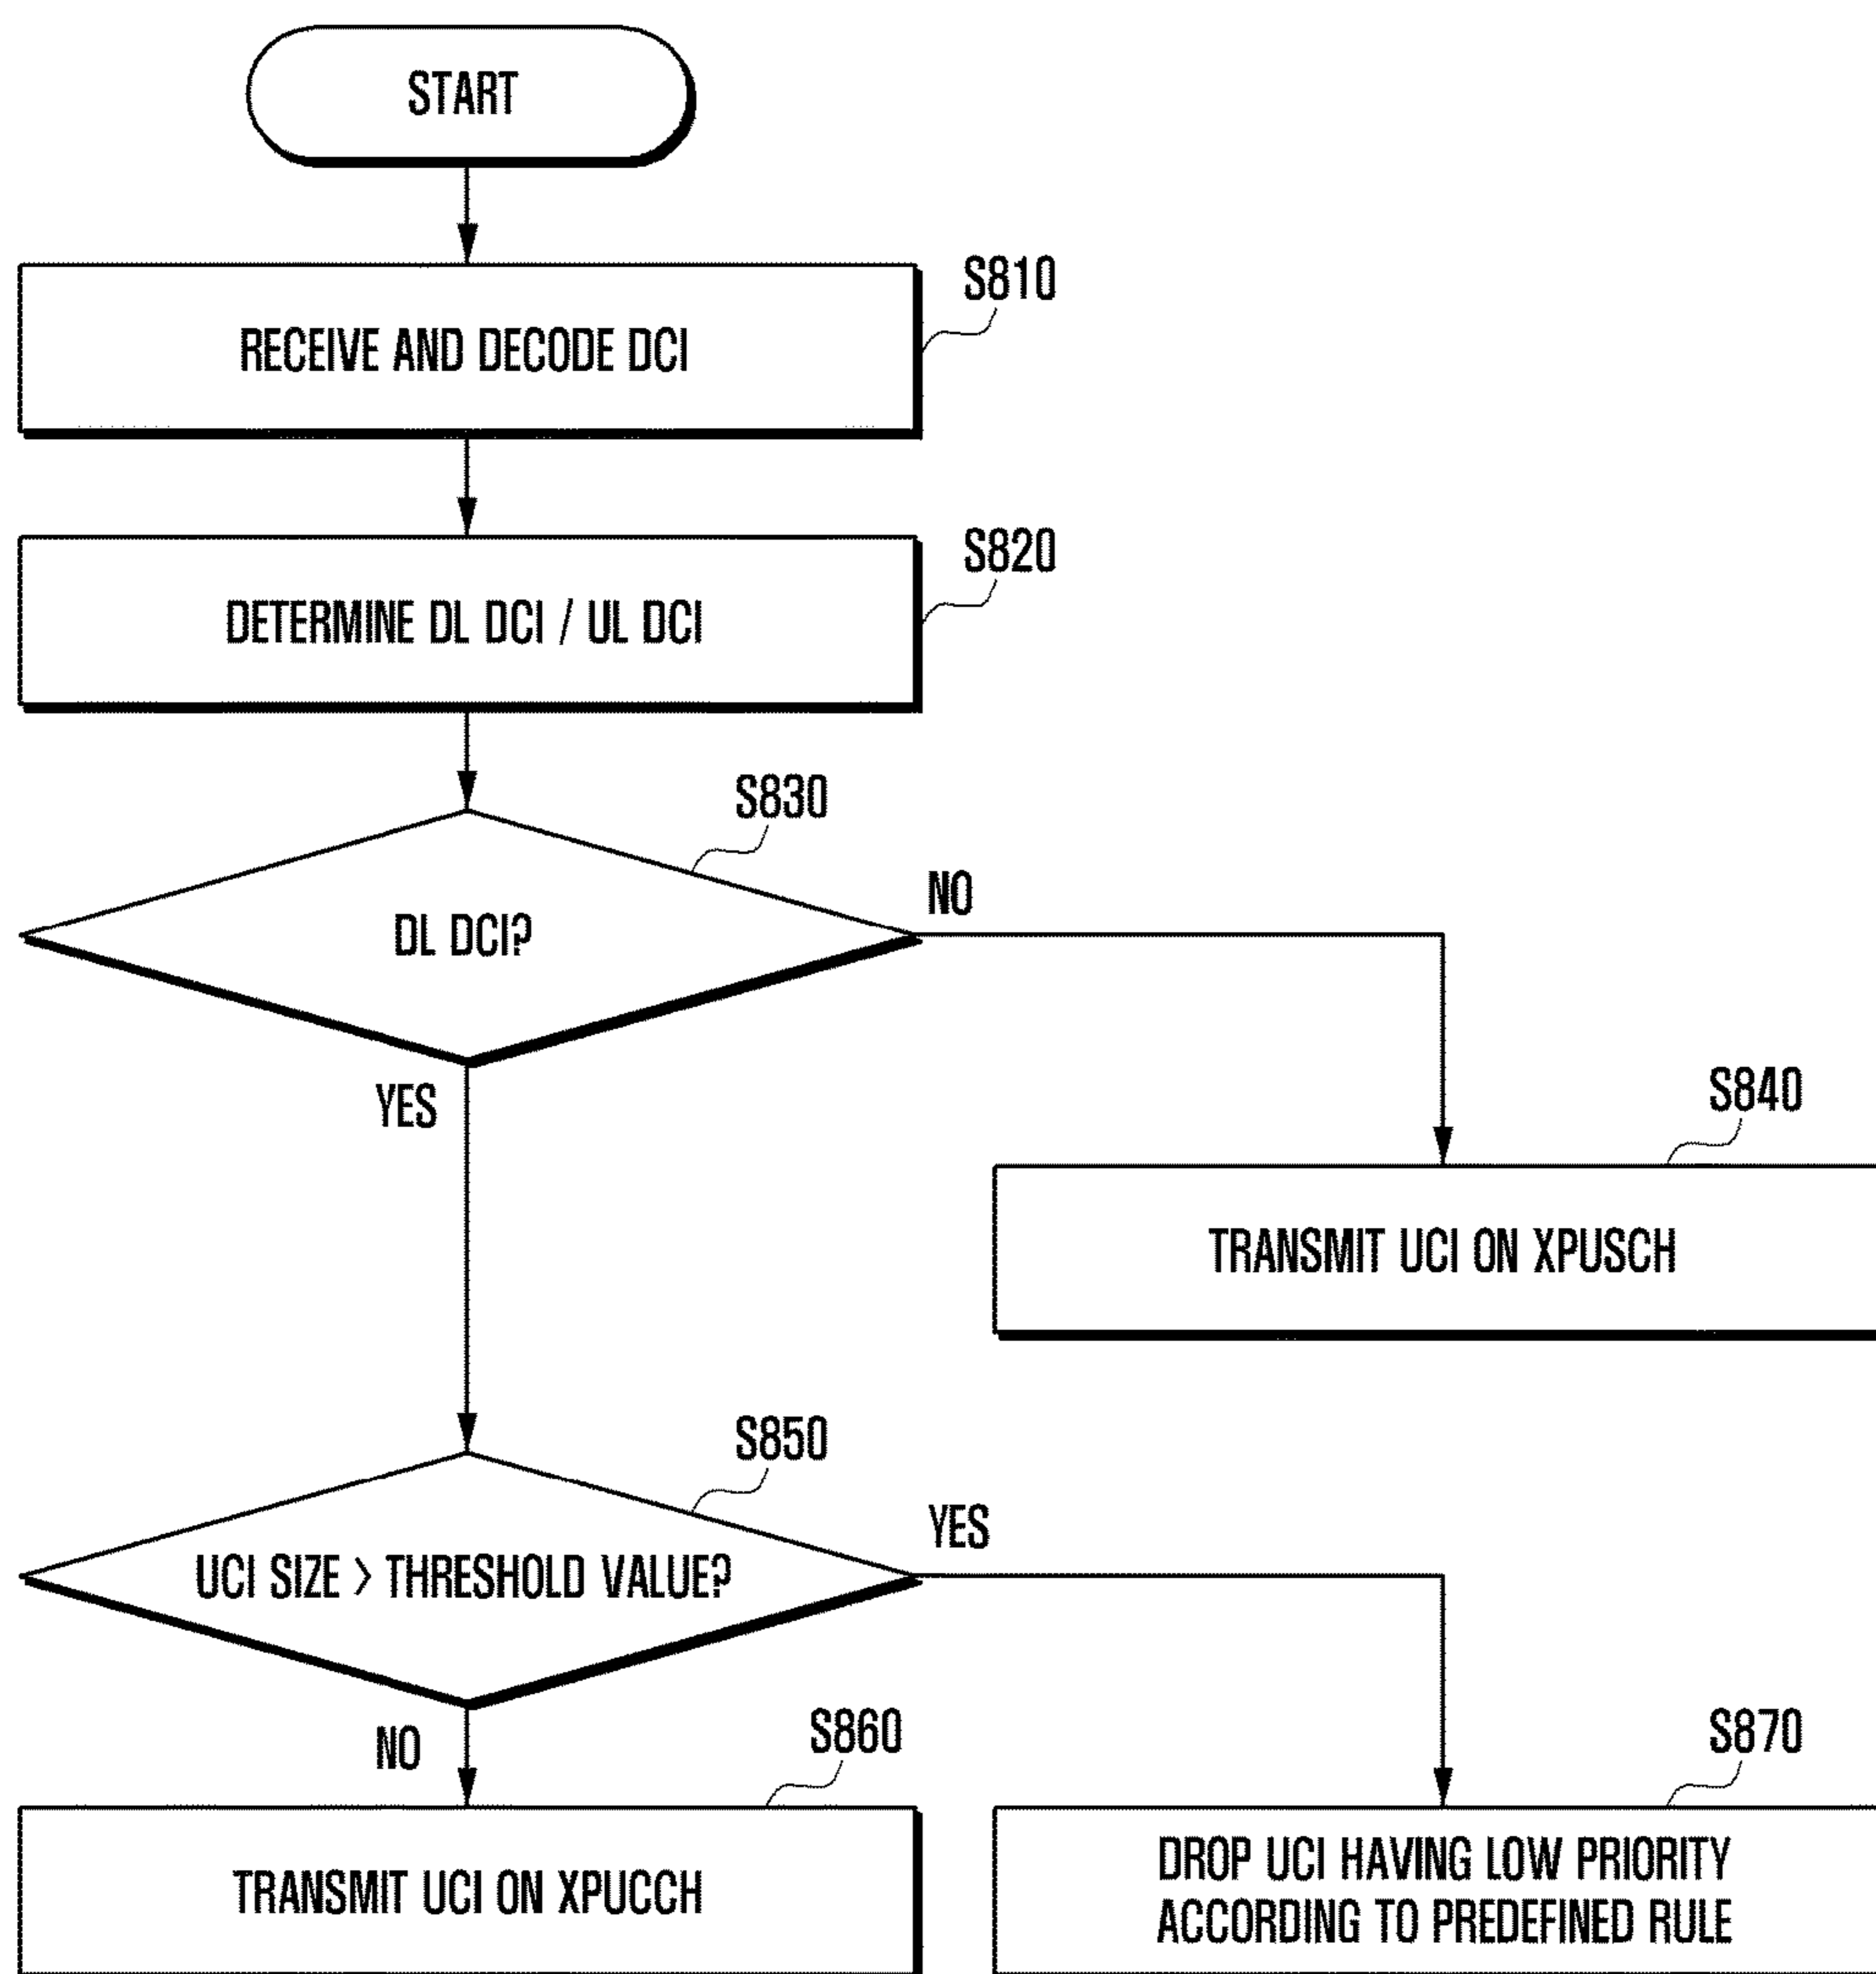 START
S810
RECEIVE AND DECODE DCI
S820
DETERMINE DL DCI / UL DCI
S830
DL DCI?
NO
YES
S840
TRANSMIT UCI ON XPUSCH
S850
UCI SIZE > THRESHOLD VALUE?
YES
NO
S860
TRANSMIT UCI ON XPUCCH
S870
DROP UCI HAVING LOW PRIORITY
ACCORDING TO PREDEFINED RULE